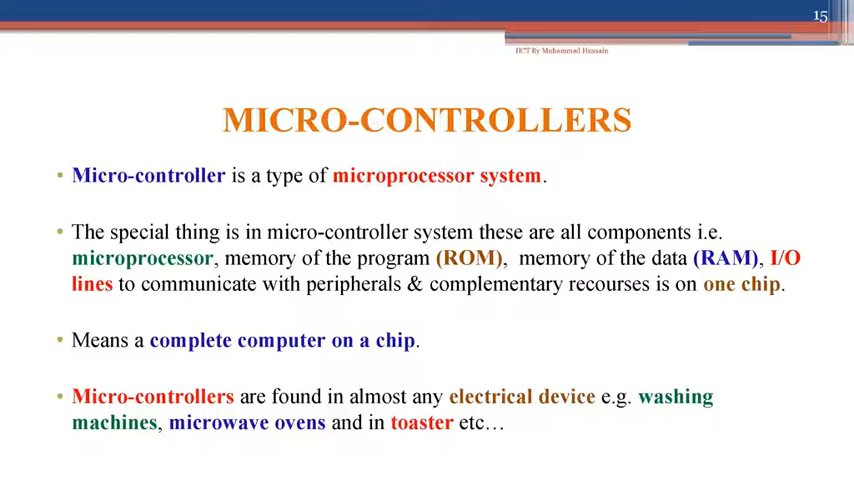 15
HCT By Muhammad Hussain
MICRO-CONTROLLERS
• Micro-controller is a type of microprocessor system.
• The special thing is in micro-controller system these are all components i.e.
microprocessor, memory of the program (ROM), memory of the data (RAM), I/O
lines to communicate with peripherals & complementary recourses is on one chip.
• Means a complete computer on a chip.
• Micro-controllers are found in almost any electrical device e.g. washing
machines, microwave ovens and in toaster etc…